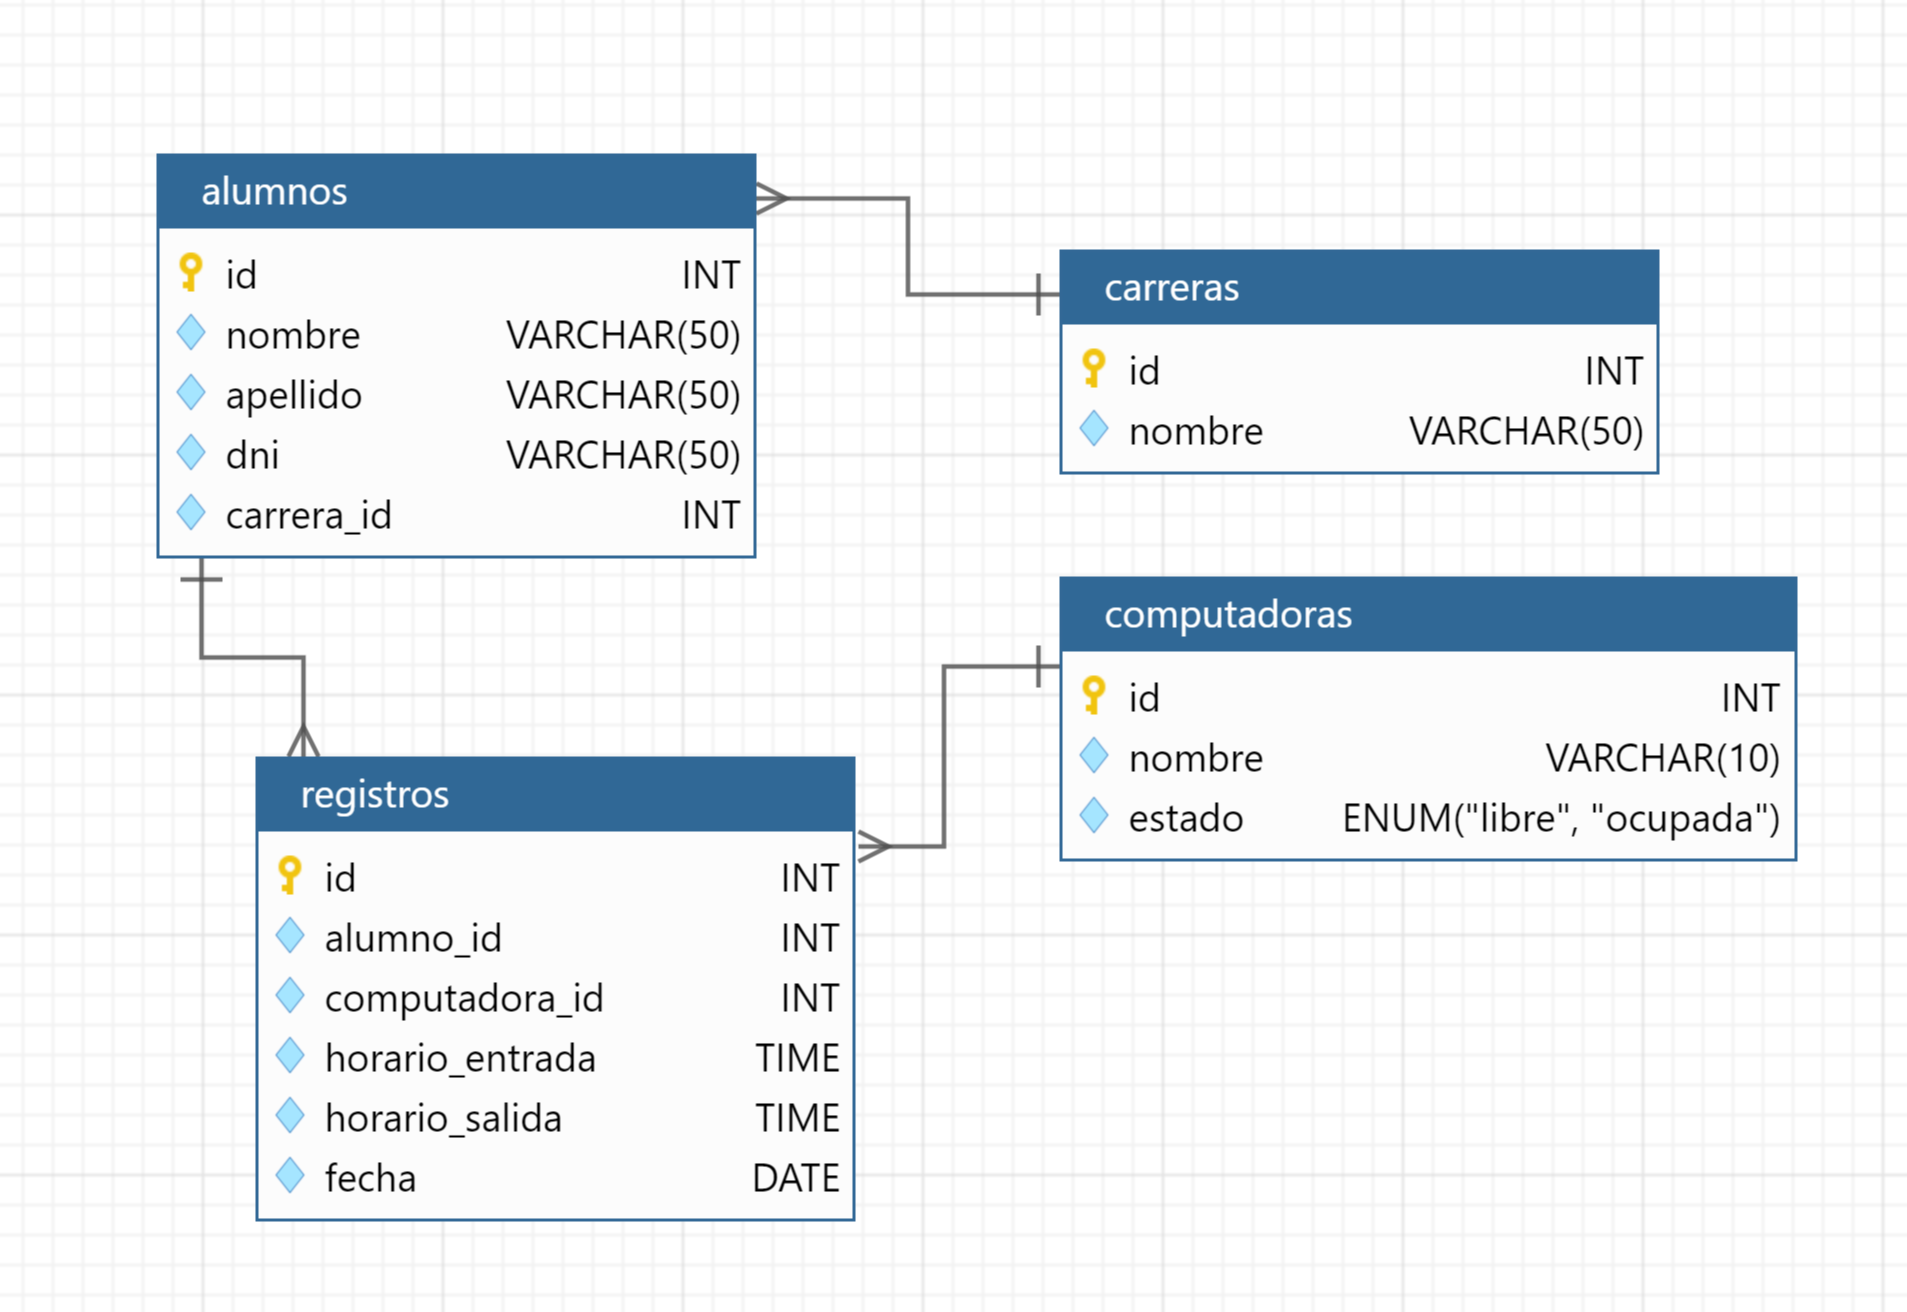 alumnos
id INT
nombre VARCHAR(50)
apellido VARCHAR(50)
dni VARCHAR(50)
carrera_id INT
carreras
id INT
nombre VARCHAR(50)
computadoras
id INT
nombre VARCHAR(10)
estado ENUM("libre", "ocupada")
registros
id INT
alumno_id INT
computadora_id INT
horario_entrada TIME
horario_salida TIME
fecha DATE